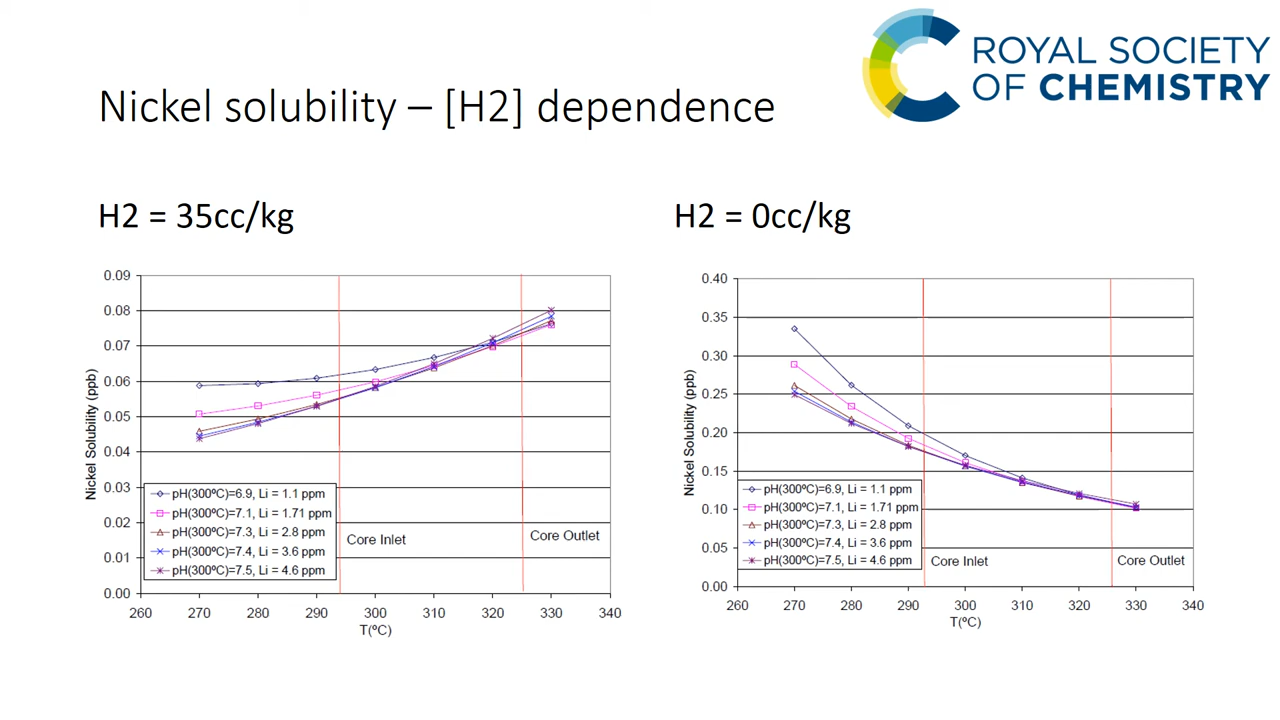 ROYAL SOCIETY
OF CHEMISTRY
Nickel solubility – [H2] dependence
H2 = 35cc/kg
0.09
0.08
0.07
0.06
0.05
0.04
0.03
0.02
0.01
0.00
Nickel Solubility (ppb)
pH(300ºC)=6.9, Li = 1.1 ppm
pH(300ºC)=7.1, Li = 1.71 ppm
pH(300ºC)=7.3, Li = 2.8 ppm
pH(300ºC)=7.4, Li = 3.6 ppm
pH(300ºC)=7.5, Li = 4.6 ppm
Core Inlet
Core Outlet
260 270 280 290 300 310 320 330 340
T(ºC)
H2 = 0cc/kg
0.40
0.35
0.30
0.25
0.20
0.15
0.10
0.05
0.00
Nickel Solubility (ppb)
pH(300ºC)=6.9, Li = 1.1 ppm
pH(300ºC)=7.1, Li = 1.71 ppm
pH(300ºC)=7.3, Li = 2.8 ppm
pH(300ºC)=7.4, Li = 3.6 ppm
pH(300ºC)=7.5, Li = 4.6 ppm
Core Inlet
Core Outlet
260 270 280 290 300 310 320 330 340
T(ºC)